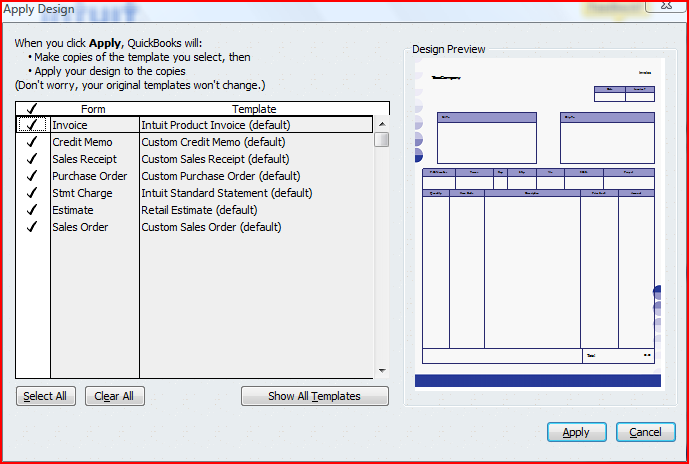 Apply Design
When you click Apply, QuickBooks will:
• Make copies of the template you select, then
• Apply your design to the copies
(Don't worry, your original templates won't change.)
Form Template
Invoice Intuit Product Invoice (default)
Credit Memo Custom Credit Memo (default)
Sales Receipt Custom Sales Receipt (default)
Purchase Order Custom Purchase Order (default)
Stmt Charge Intuit Standard Statement (default)
Estimate Retail Estimate (default)
Sales Order Custom Sales Order (default)
Select All Clear All Show All Templates
Design Preview
Invoice
Description
Total
Apply Cancel